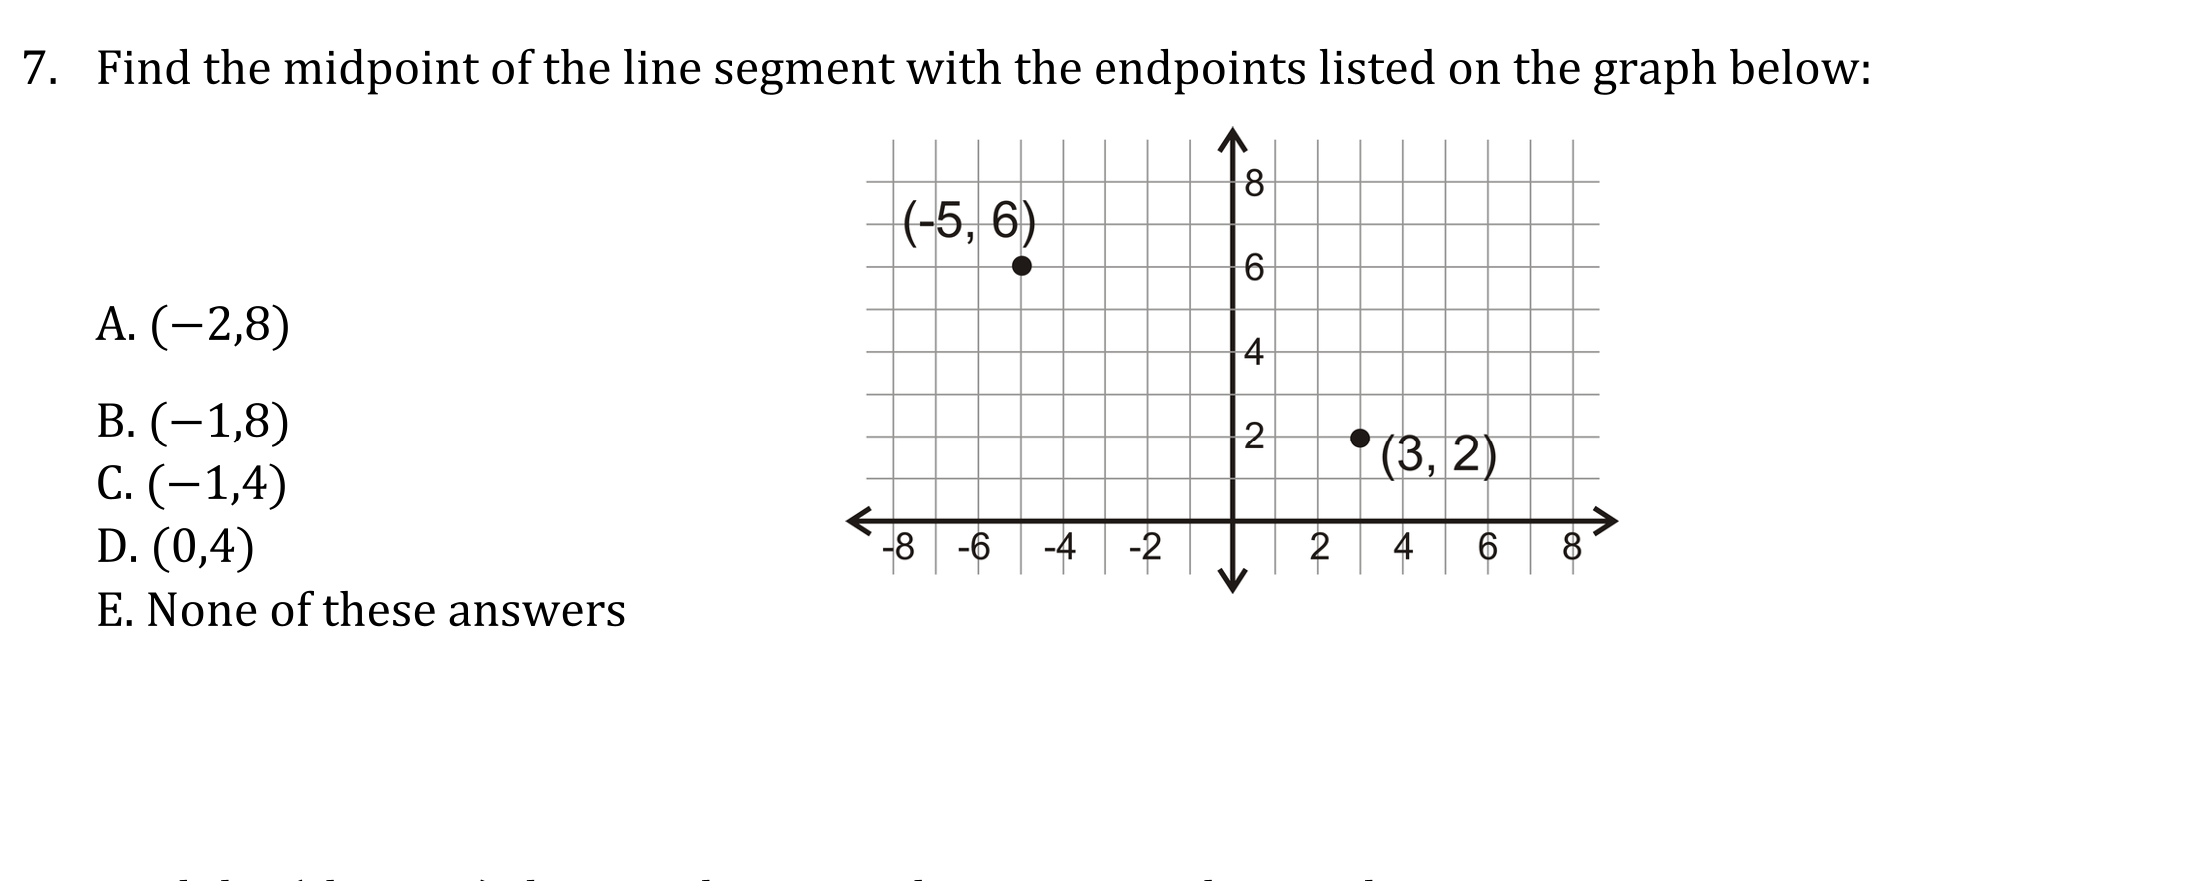 7. Find the midpoint of the line segment with the endpoints listed on the graph below:
8
(-5, 6)
6
A. (−2,8)
4
B. (−1,8)
2
(3, 2)
C. (−1,4)
D. (0,4)
-8 -6 -4 -2 2 4 6 8
E. None of these answers